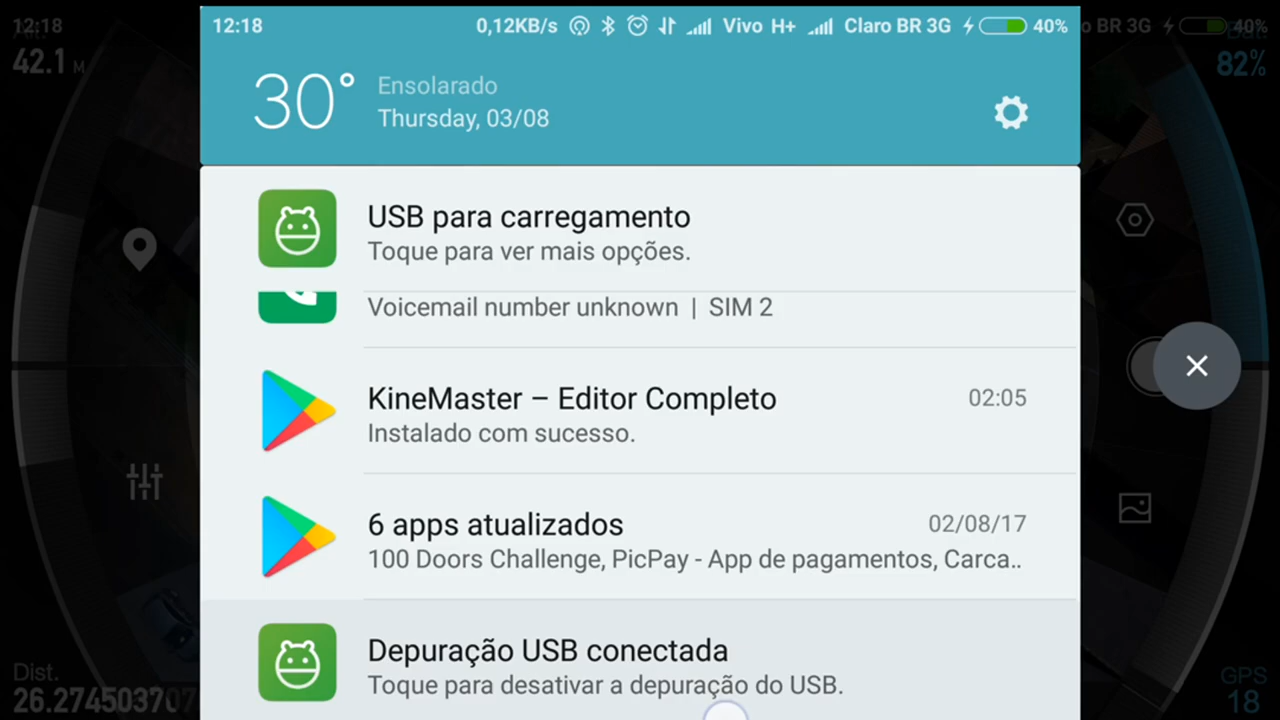 12:18
0,12KB/s Vivo H+ Claro BR 3G 40%
12:18
o BR 3G 40%
42.1 M
82%
30° Ensolarado
Thursday, 03/08
USB para carregamento
Toque para ver mais opções.
Voicemail number unknown | SIM 2
KineMaster – Editor Completo 02:05
Instalado com sucesso.
6 apps atualizados 02/08/17
100 Doors Challenge, PicPay - App de pagamentos, Carca..
Depuração USB conectada
Toque para desativar a depuração do USB.
Dist.
26.274503707
GPS
18